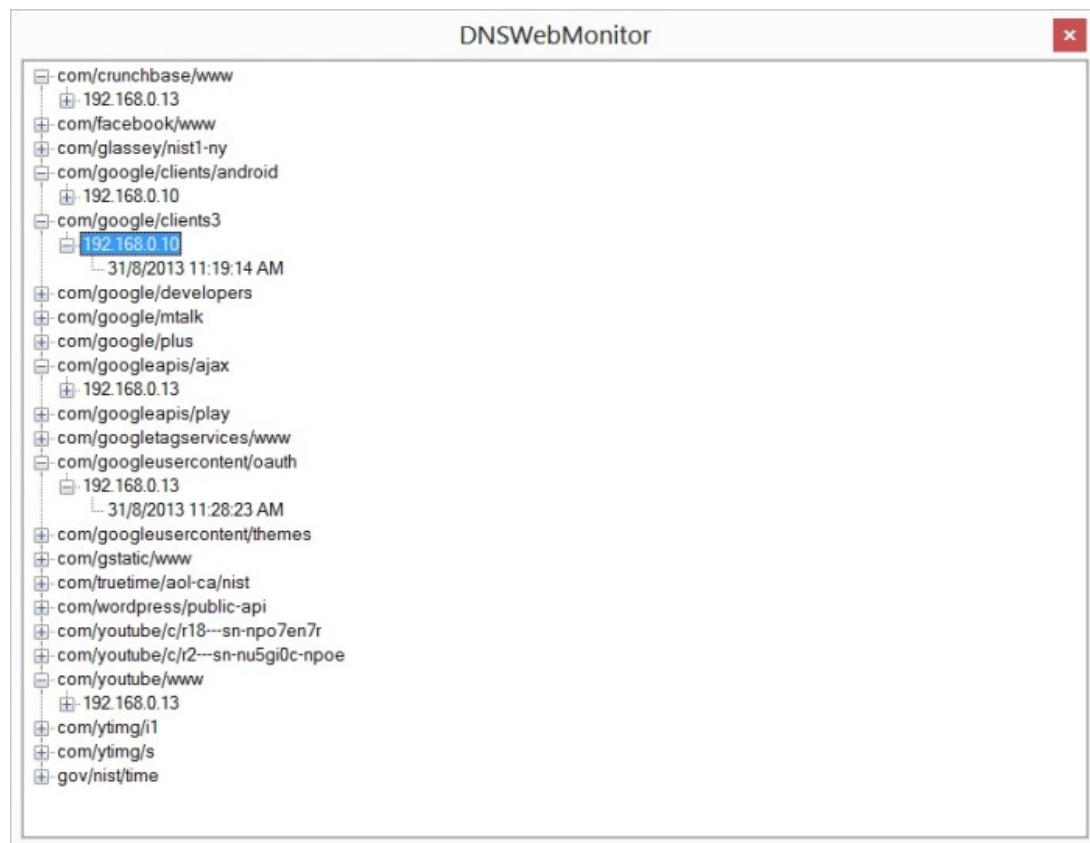 DNSWebMonitor
x
com/crunchbase/www
192.168.0.13
com/facebook/www
com/glassey/nist1-ny
com/google/clients/android
192.168.0.10
com/google/clients3
192.168.0.10
31/8/2013 11:19:14 AM
com/google/developers
com/google/mtalk
com/google/plus
com/googleapis/ajax
192.168.0.13
com/googleapis/play
com/googletagservices/www
com/googleusercontent/oauth
192.168.0.13
31/8/2013 11:28:23 AM
com/googleusercontent/themes
com/gstatic/www
com/truetime/aol-ca/nist
com/wordpress/public-api
com/youtube/c/r18---sn-npo7en7r
com/youtube/c/r2---sn-nu5gi0c-npoe
com/youtube/www
192.168.0.13
com/ytimg/i1
com/ytimg/s
gov/nist/time